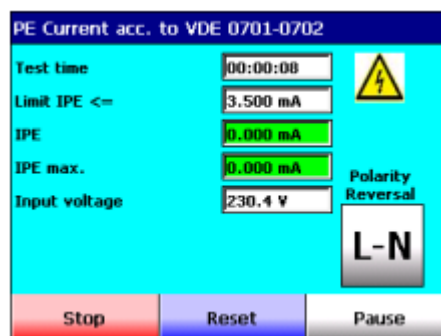 PE Current acc. to VDE 0701-0702
Test time 00:00:08
Limit IPE <= 3.500 mA
IPE 0.000 mA
IPE max. 0.000 mA
Input voltage 230.4 V
Polarity
Reversal
L-N
Stop Reset Pause